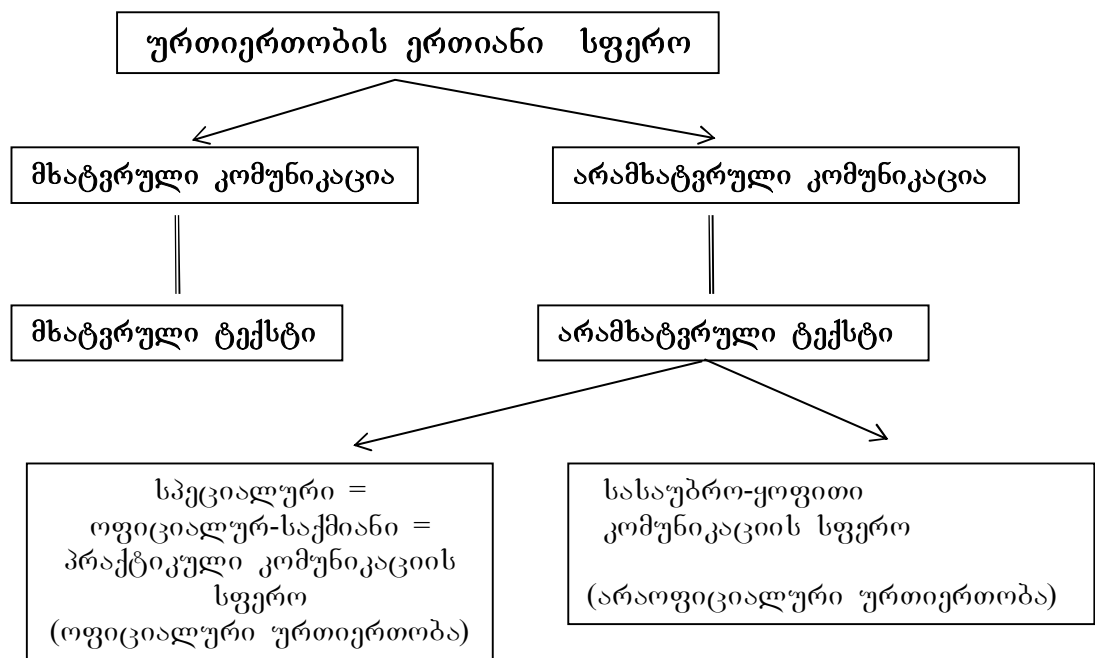 ურთიერთობის ერთიანი სფერო
მხატვრული კომუნიკაცია
არამხატვრული კომუნიკაცია
მხატვრული ტექსტი
არამხატვრული ტექსტი
სპეციალური =
ოფიციალურ-საქმიანი =
პრაქტიკული კომუნიკაციის
სფერო
(ოფიციალური ურთიერთობა)
სასაუბრო-ყოფითი
კომუნიკაციის სფერო
(არაოფიციალური ურთიერთობა)